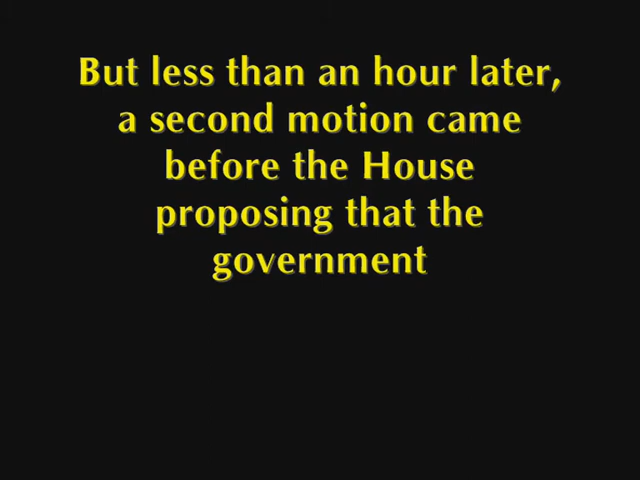 But less than an hour later,
a second motion came
before the House
proposing that the
government